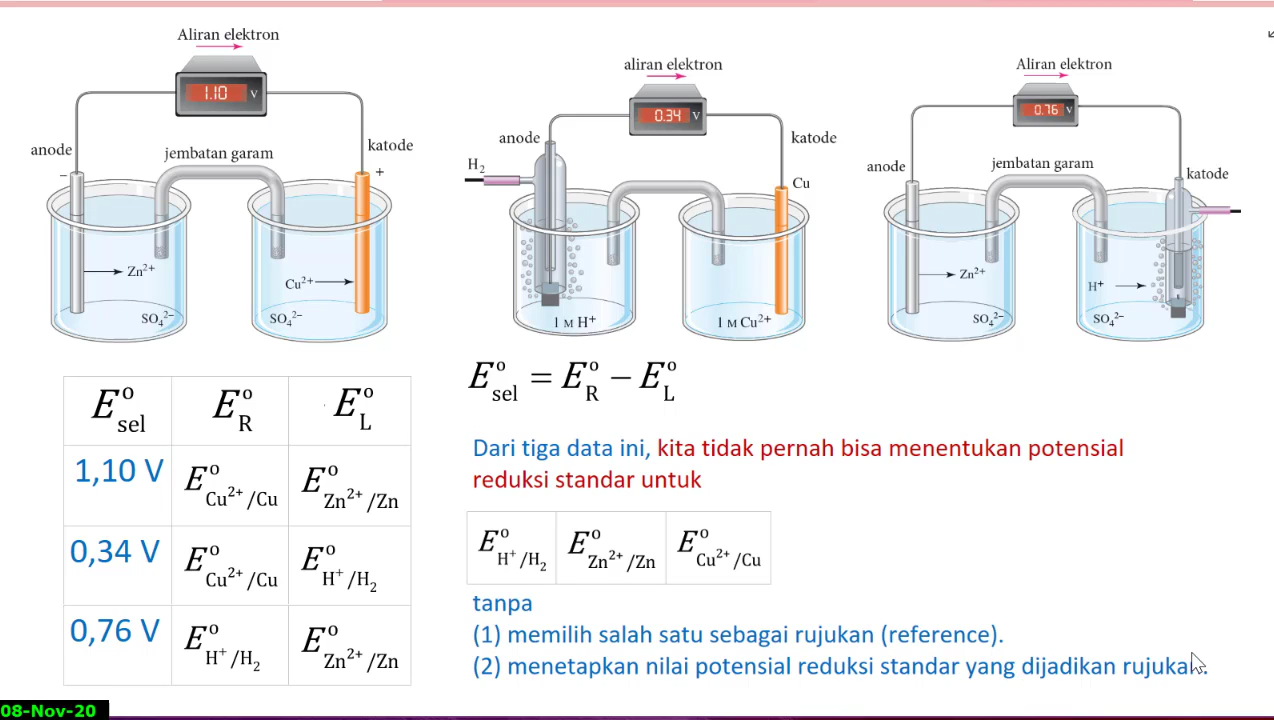 Aliran elektron
1.10 V
anode
jembatan garam
katode
−
+
Zn²⁺
Cu²⁺
SO₄²⁻
SO₄²⁻
aliran elektron
0.34 V
anode
katode
H₂
Cu
1 M H⁺
1 M Cu²⁺
Aliran elektron
0.76 V
anode
jembatan garam
katode
Zn²⁺
H⁺
SO₄²⁻
SO₄²⁻
E°sel E°R E°L
1,10 V E°Cu²⁺/Cu E°Zn²⁺/Zn
0,34 V E°Cu²⁺/Cu E°H⁺/H₂
0,76 V E°H⁺/H₂ E°Zn²⁺/Zn
E°sel = E°R − E°L
Dari tiga data ini, kita tidak pernah bisa menentukan potensial
reduksi standar untuk
E°H⁺/H₂ E°Zn²⁺/Zn E°Cu²⁺/Cu
tanpa
(1) memilih salah satu sebagai rujukan (reference).
(2) menetapkan nilai potensial reduksi standar yang dijadikan rujukan.
08-Nov-20